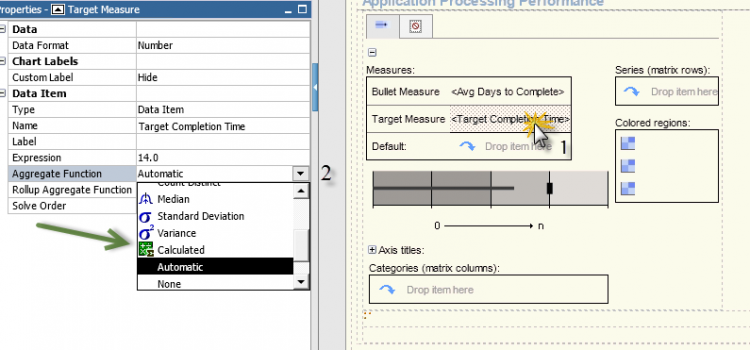 Properties - Target Measure
Data
Data Format Number
Chart Labels
Custom Label Hide
Data Item
Type Data Item
Name Target Completion Time
Label
Expression 14.0
Aggregate Function Automatic
Rollup Aggregate Function
Count Distinct
Solve Order
Median
Standard Deviation
Variance
Calculated
Automatic
None
2
Application Processing Performance
Measures:
Bullet Measure <Avg Days to Complete>
Target Measure <Target Completion Time>
Default: Drop item here
1
0 n
Axis titles:
Categories (matrix columns):
Drop item here
Series (matrix rows):
Drop item here
Colored regions: